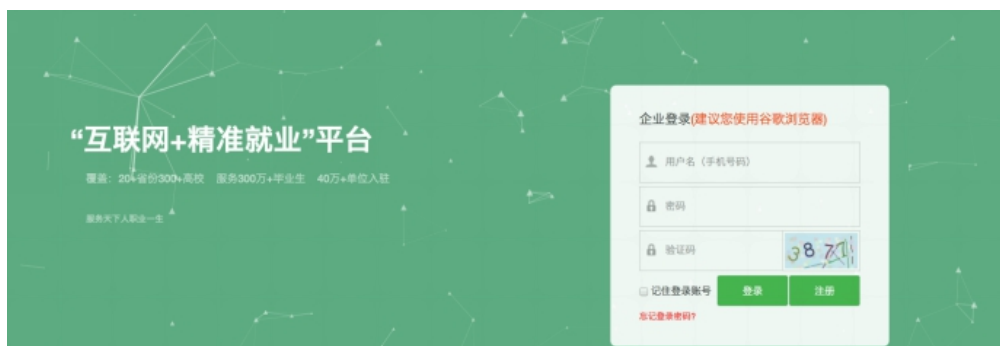 “互联网+精准就业”平台
覆盖：20+省份300+高校 服务300万+毕业生 40万+单位入驻
服务天下人职业一生
企业登录(建议您使用谷歌浏览器)
用户名（手机号码）
密码
验证码
记住登录账号 登录 注册
忘记登录密码?